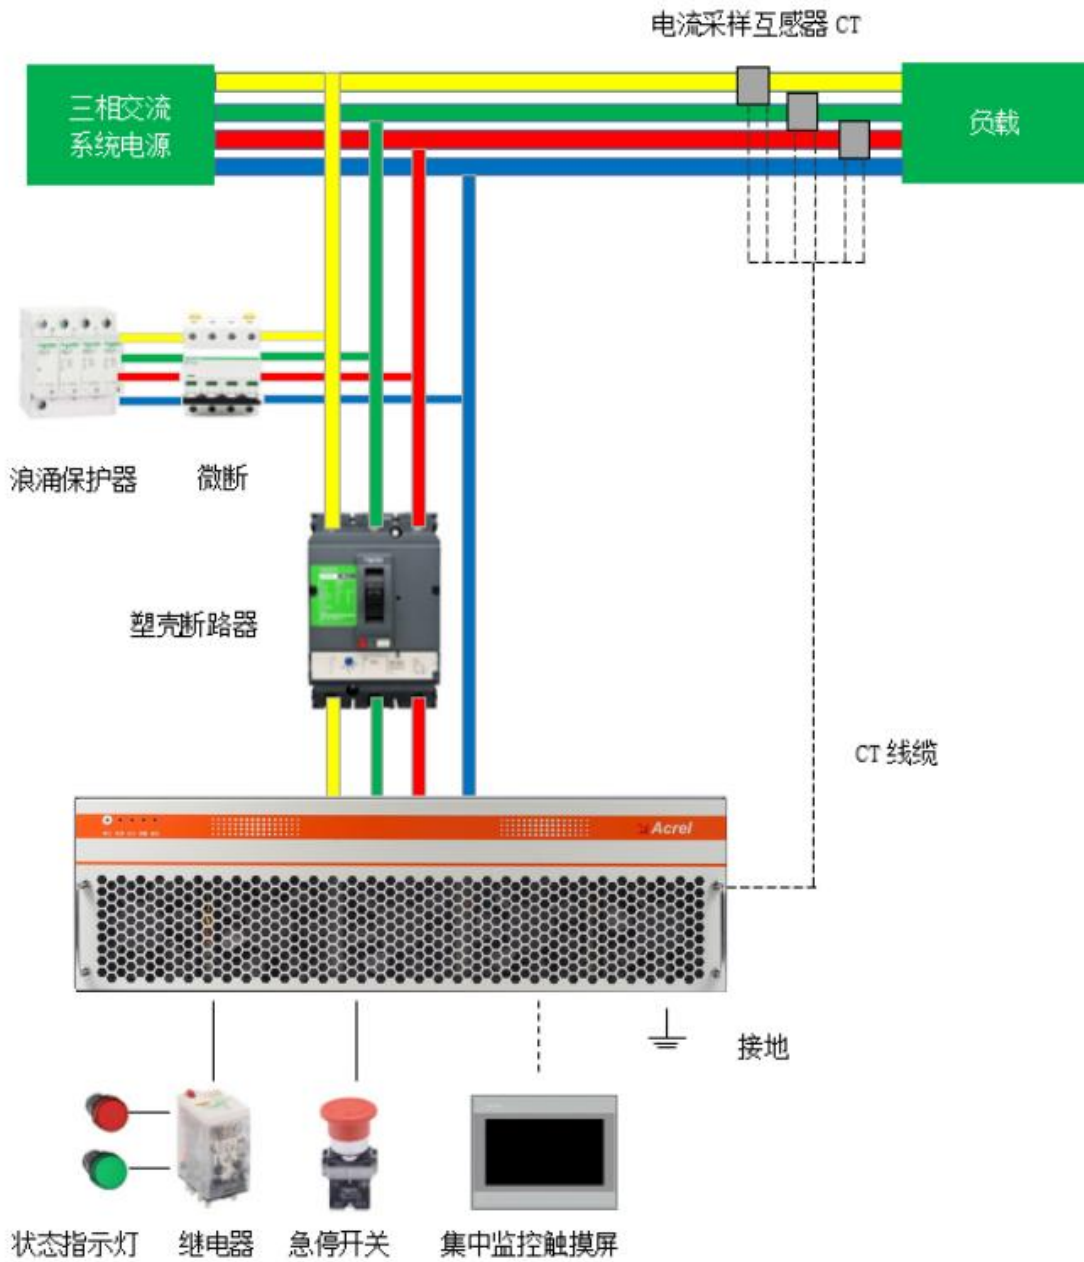 电流采样互感器 CT
三相交流
系统电源
负载
浪涌保护器
微断
塑壳断路器
CT 线缆
Acrel
接地
状态指示灯
继电器
急停开关
集中监控触摸屏